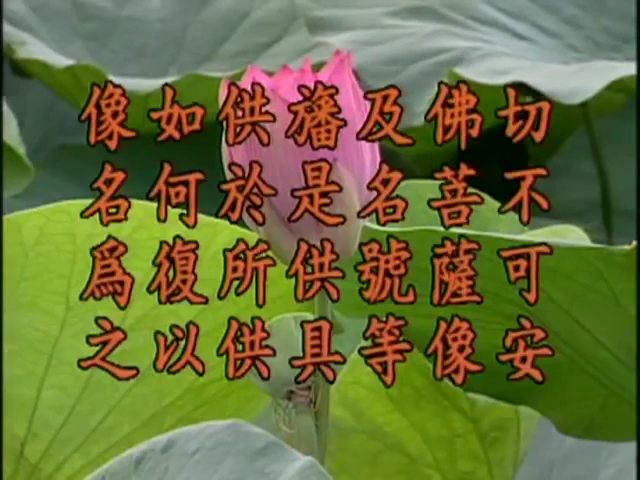 切不可安
佛菩薩像
及名號等
旛是供具
供於所供
如何復以
像名爲之